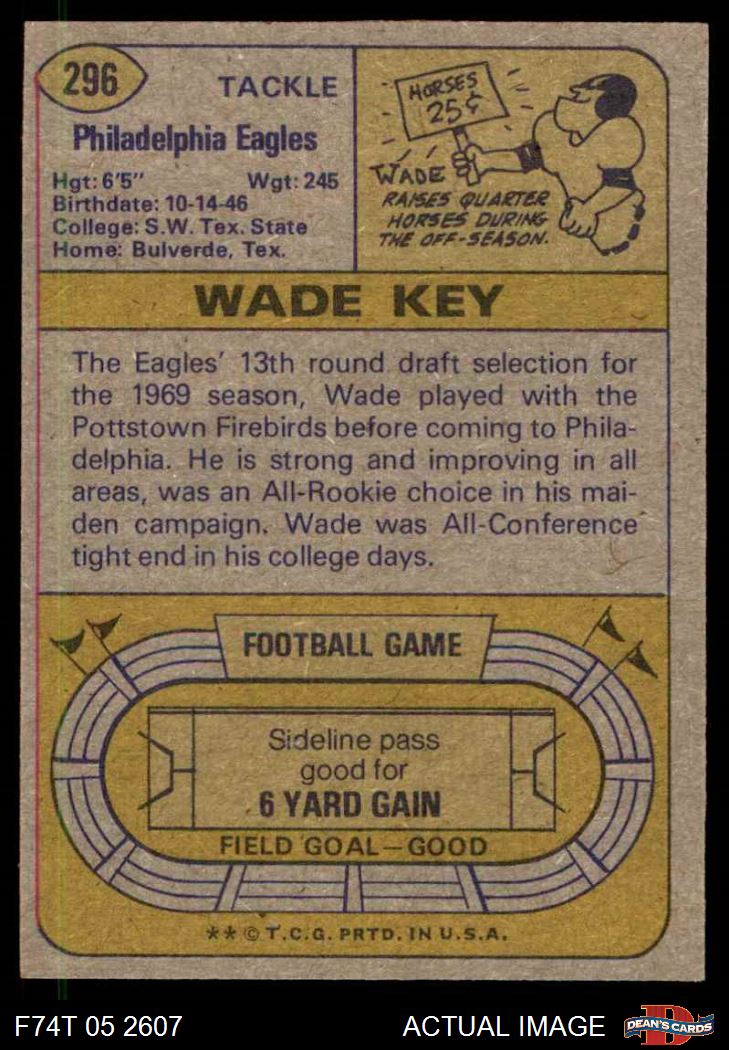 296
TACKLE
Philadelphia Eagles
Hgt: 6'5" Wgt: 245
Birthdate: 10-14-46
College: S.W. Tex. State
Home: Bulverde, Tex.
HORSES
25¢
WADE
RAISES QUARTER
HORSES DURING
THE OFF-SEASON.
WADE KEY
The Eagles' 13th round draft selection for
the 1969 season, Wade played with the
Pottstown Firebirds before coming to Phila-
delphia. He is strong and improving in all
areas, was an All-Rookie choice in his mai-
den campaign. Wade was All-Conference
tight end in his college days.
FOOTBALL GAME
Sideline pass
good for
6 YARD GAIN
FIELD GOAL—GOOD
** © T.C.G. PRTD. IN U.S.A.
F74T 05 2607
ACTUAL IMAGE
D
DEAN'S CARDS